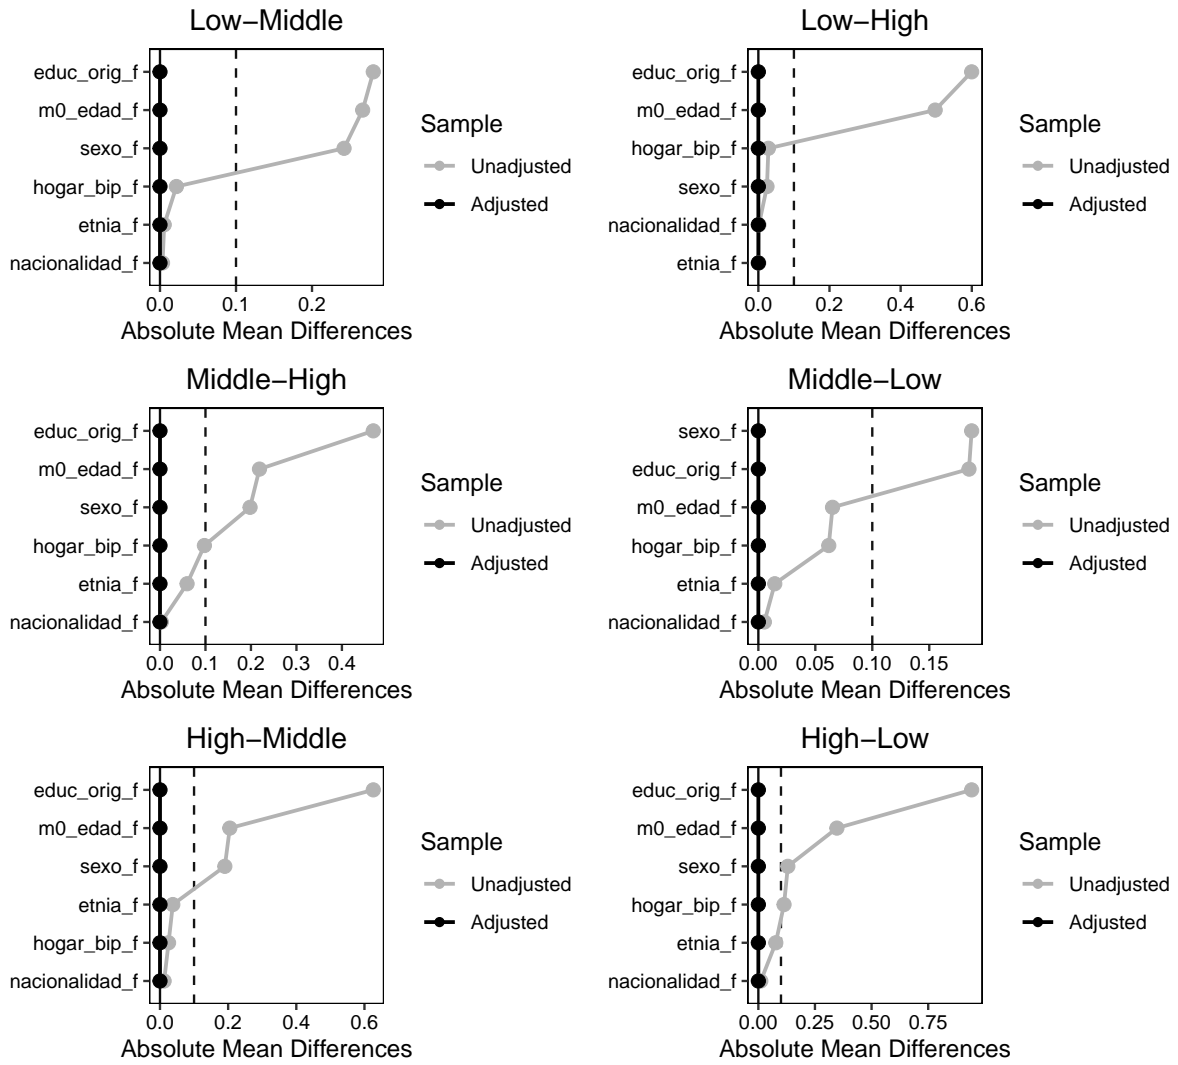 Low−Middle
educ_orig_f
m0_edad_f
sexo_f
hogar_bip_f
etnia_f
nacionalidad_f
0.0 0.1 0.2
Absolute Mean Differences
Sample
Unadjusted
Adjusted
Low−High
educ_orig_f
m0_edad_f
hogar_bip_f
sexo_f
nacionalidad_f
etnia_f
0.0 0.2 0.4 0.6
Absolute Mean Differences
Sample
Unadjusted
Adjusted
Middle−High
educ_orig_f
m0_edad_f
sexo_f
hogar_bip_f
etnia_f
nacionalidad_f
0.0 0.1 0.2 0.3 0.4
Absolute Mean Differences
Sample
Unadjusted
Adjusted
Middle−Low
sexo_f
educ_orig_f
m0_edad_f
hogar_bip_f
etnia_f
nacionalidad_f
0.00 0.05 0.10 0.15
Absolute Mean Differences
Sample
Unadjusted
Adjusted
High−Middle
educ_orig_f
m0_edad_f
sexo_f
etnia_f
hogar_bip_f
nacionalidad_f
0.0 0.2 0.4 0.6
Absolute Mean Differences
Sample
Unadjusted
Adjusted
High−Low
educ_orig_f
m0_edad_f
sexo_f
hogar_bip_f
etnia_f
nacionalidad_f
0.00 0.25 0.50 0.75
Absolute Mean Differences
Sample
Unadjusted
Adjusted